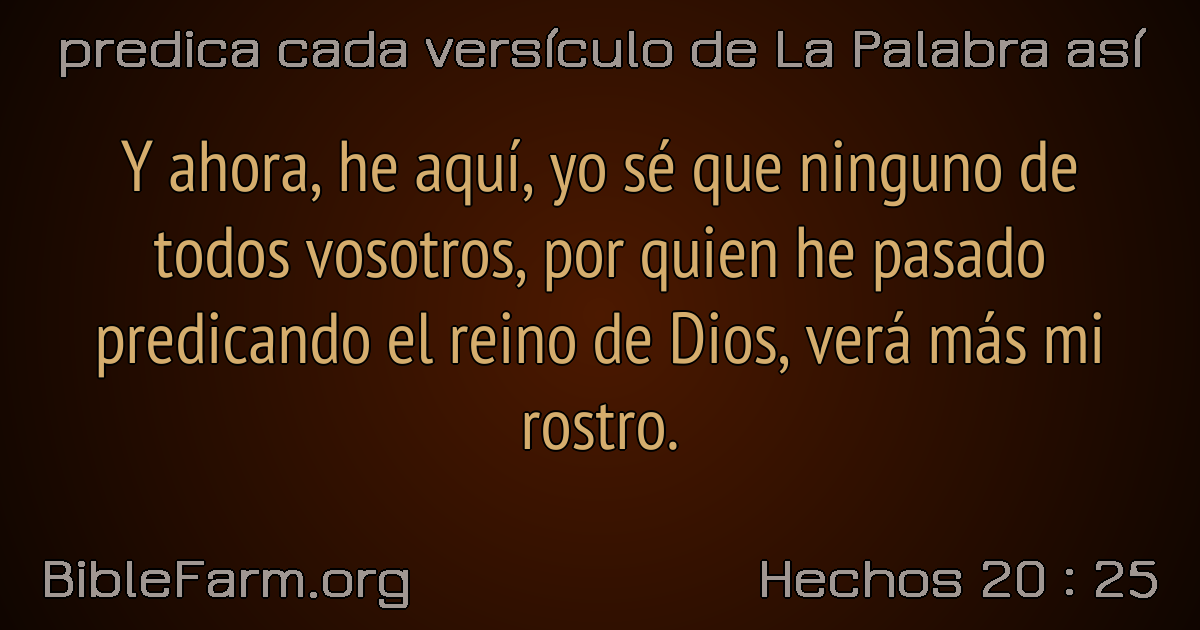 predica cada versículo de La Palabra así
Y ahora, he aquí, yo sé que ninguno de
todos vosotros, por quien he pasado
predicando el reino de Dios, verá más mi
rostro.
BibleFarm.org
Hechos 20 : 25